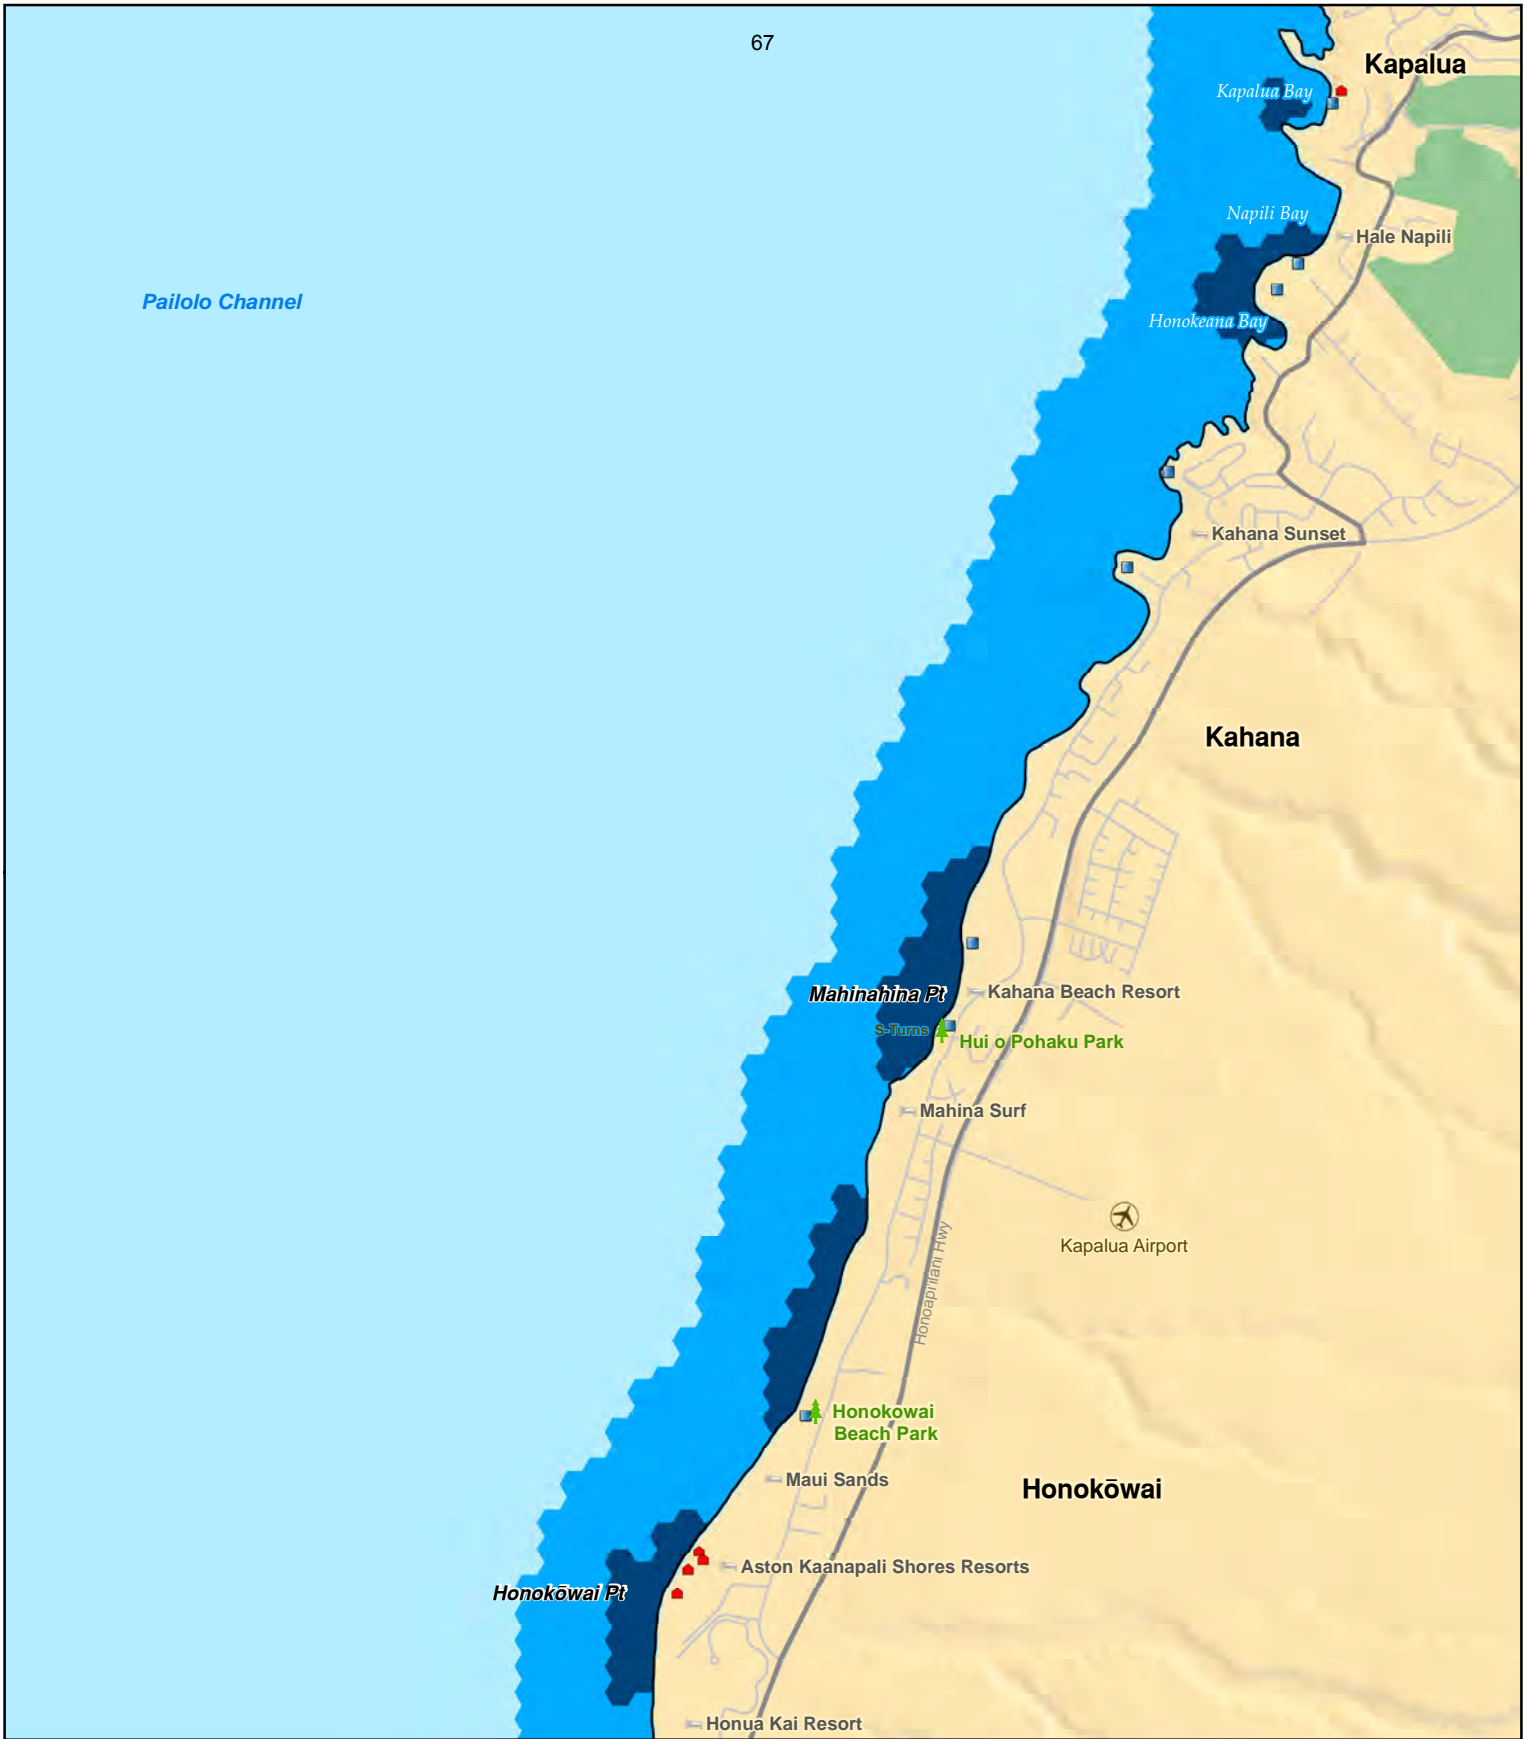 67
Kapalua
Kapalua Bay
Napili Bay
Hale Napili
Pailolo Channel
Honokeana Bay
Kahana Sunset
Kahana
Mahinahina Pt
Kahana Beach Resort
S-Turns
Hui o Pohaku Park
Mahina Surf
Kapalua Airport
Honoapiilani Hwy
Honokowai
Beach Park
Maui Sands
Honokōwai
Aston Kaanapali Shores Resorts
Honokōwai Pt
Honua Kai Resort